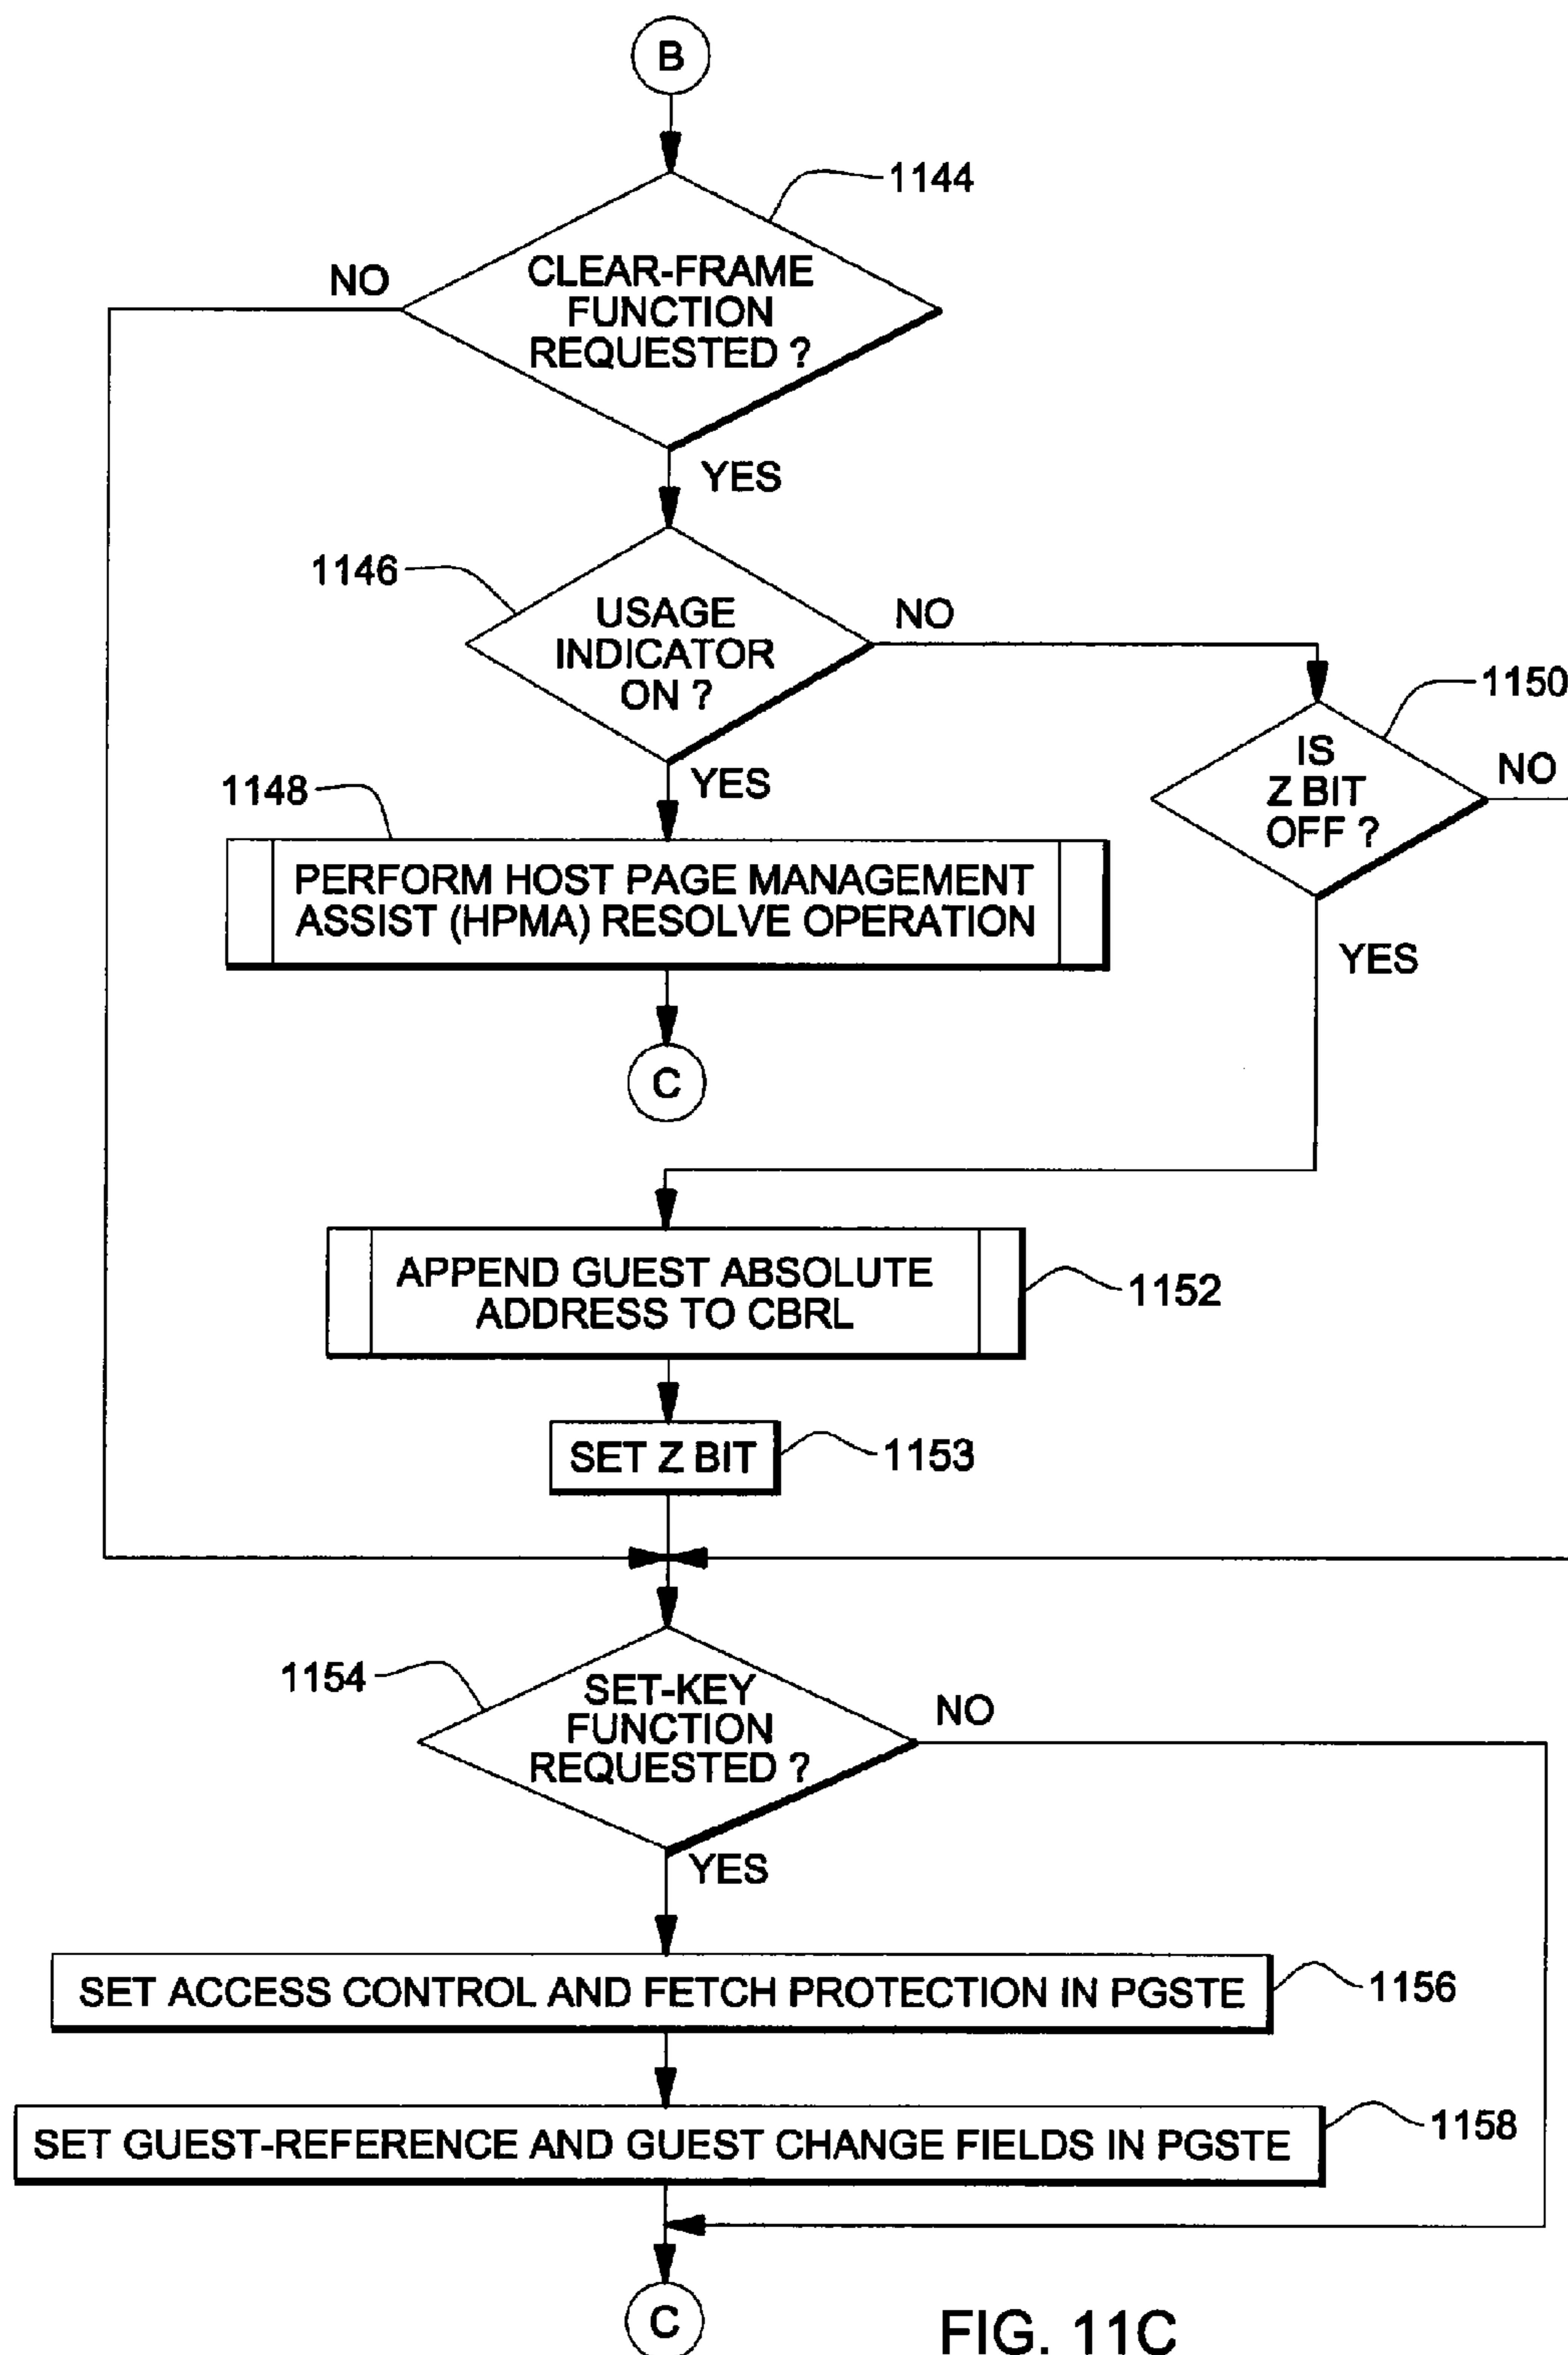 B
1144
CLEAR-FRAME
FUNCTION
REQUESTED ?
NO
YES
1146
USAGE
INDICATOR
ON ?
NO
YES
1150
IS
Z BIT
OFF ?
NO
YES
1148
PERFORM HOST PAGE MANAGEMENT
ASSIST (HPMA) RESOLVE OPERATION
C
APPEND GUEST ABSOLUTE
ADDRESS TO CBRL
1152
SET Z BIT
1153
1154
SET-KEY
FUNCTION
REQUESTED ?
NO
YES
SET ACCESS CONTROL AND FETCH PROTECTION IN PGSTE
1156
SET GUEST-REFERENCE AND GUEST CHANGE FIELDS IN PGSTE
1158
C
FIG. 11C